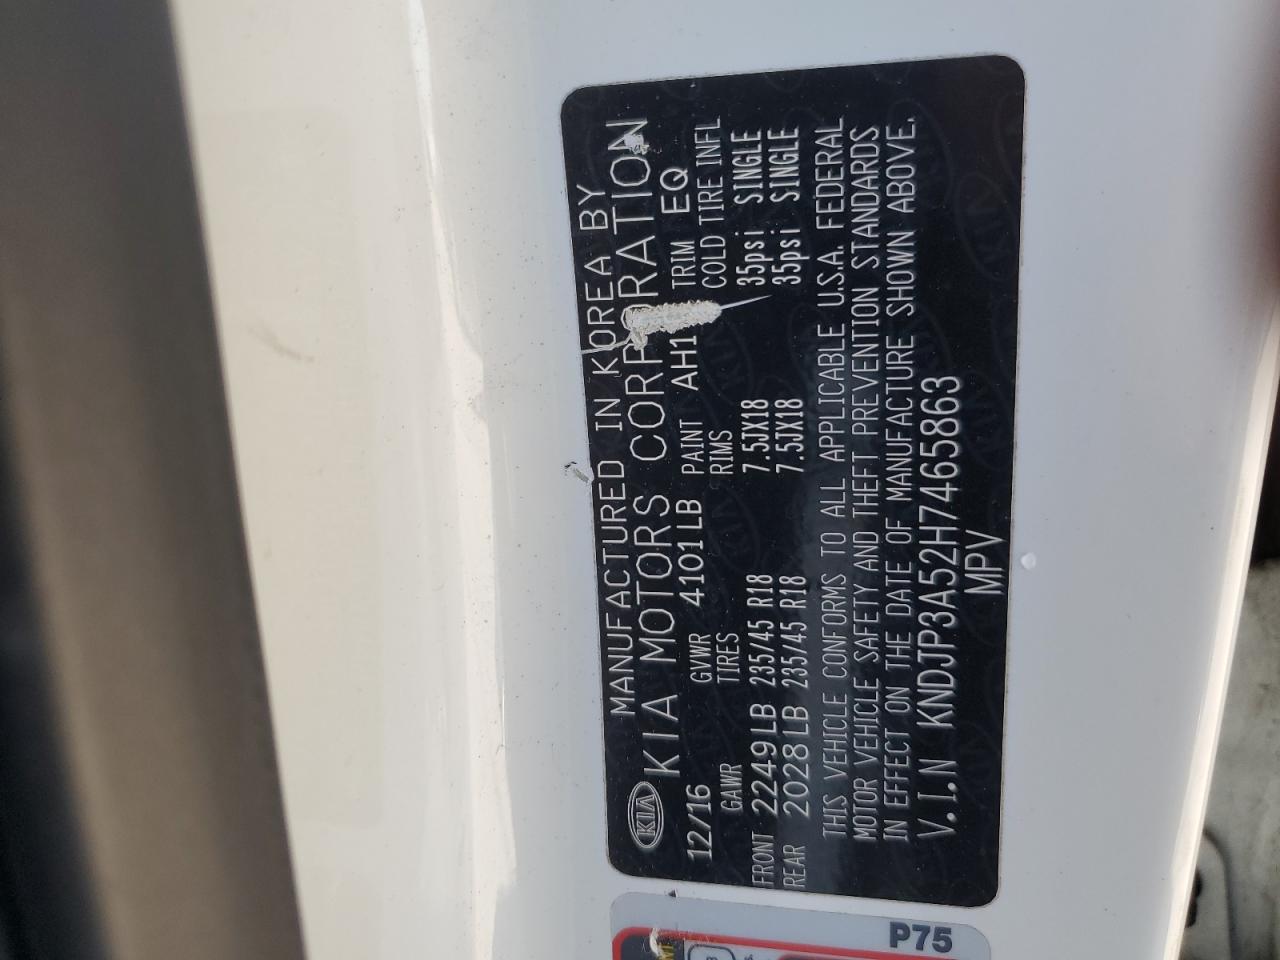 MANUFACTURED IN KOREA BY
KIA KIA MOTORS CORP RATION
12/16 GVWR 4101LB PAINT AH1 TRIM EQ
GAWR TIRES RIMS COLD TIRE INFL
FRONT 2249LB 235/45 R18 7.5JX18 35psi SINGLE
REAR 2028LB 235/45 R18 7.5JX18 35psi SINGLE
THIS VEHICLE CONFORMS TO ALL APPLICABLE U.S.A. FEDERAL
MOTOR VEHICLE SAFETY AND THEFT PREVENTION STANDARDS
IN EFFECT ON THE DATE OF MANUFACTURE SHOWN ABOVE.
V.I.N KNDJP3A52H7465863
MPV
P75